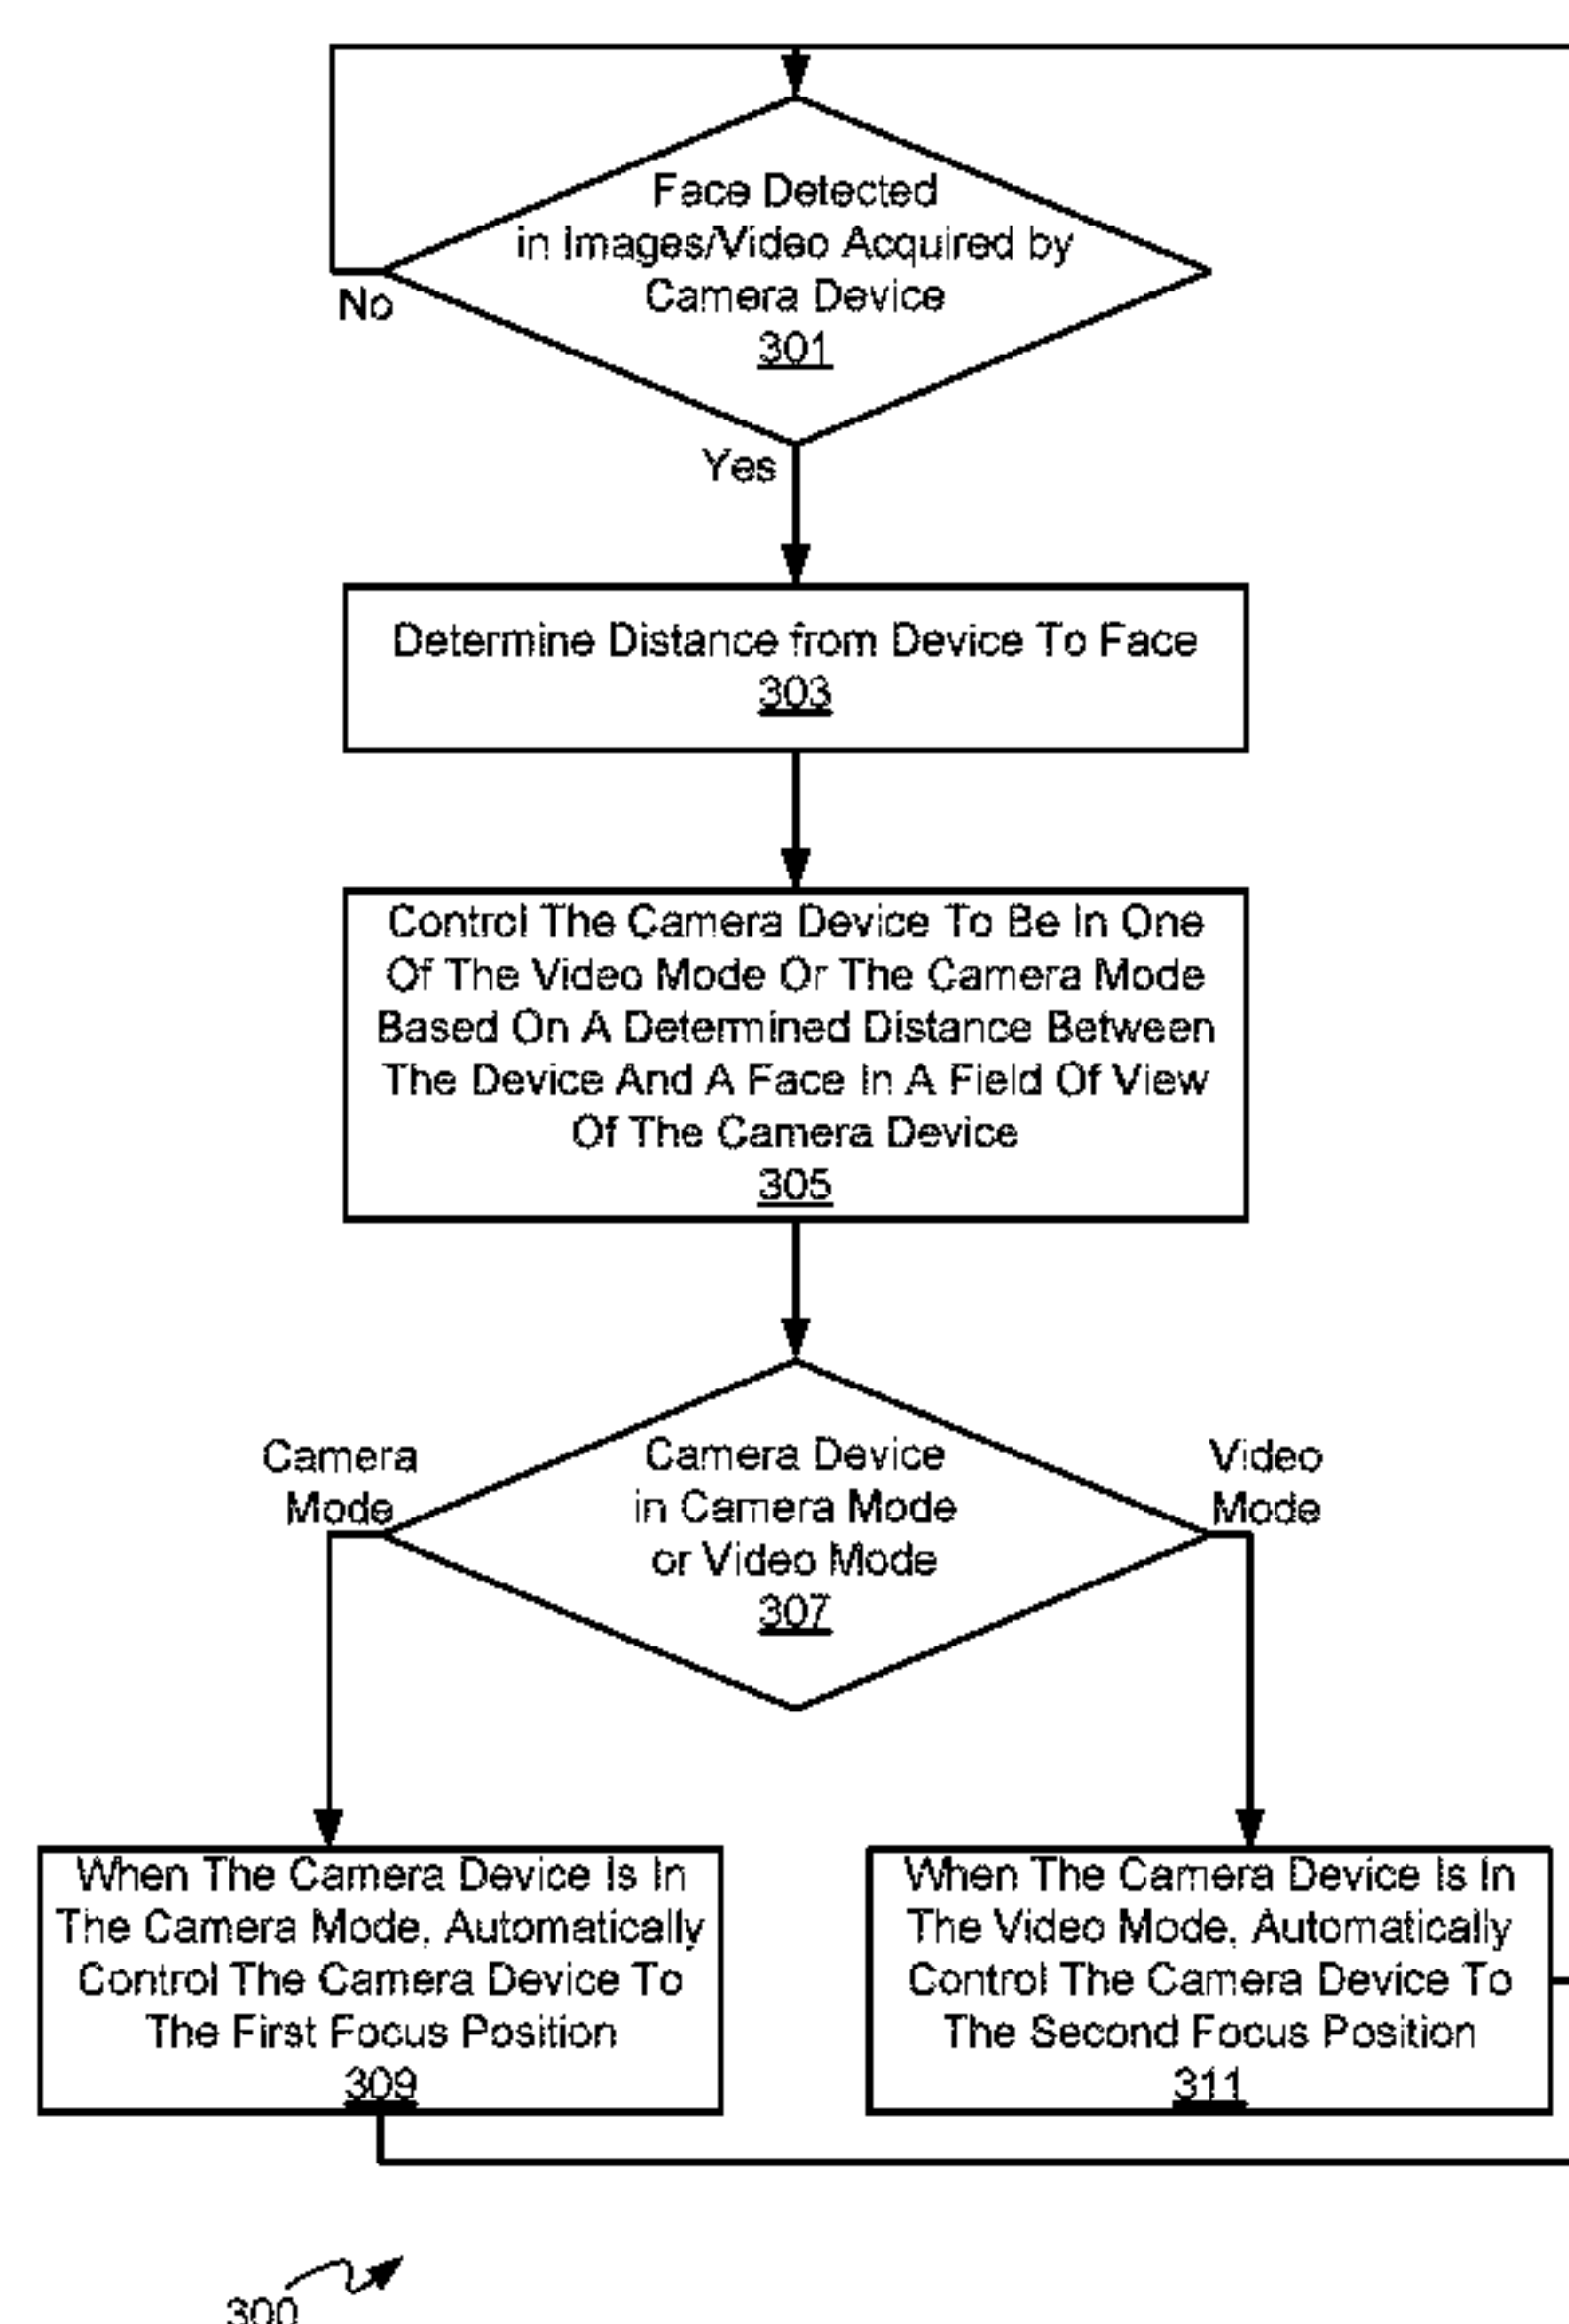 Face Detected
in Images/Video Acquired by
Camera Device
301
No
Yes
Determine Distance from Device To Face
303
Control The Camera Device To Be In One
Of The Video Mode Or The Camera Mode
Based On A Determined Distance Between
The Device And A Face In A Field Of View
Of The Camera Device
305
Camera
Mode
Camera Device
in Camera Mode
or Video Mode
307
Video
Mode
When The Camera Device Is In
The Camera Mode, Automatically
Control The Camera Device To
The First Focus Position
309
When The Camera Device Is In
The Video Mode, Automatically
Control The Camera Device To
The Second Focus Position
311
300